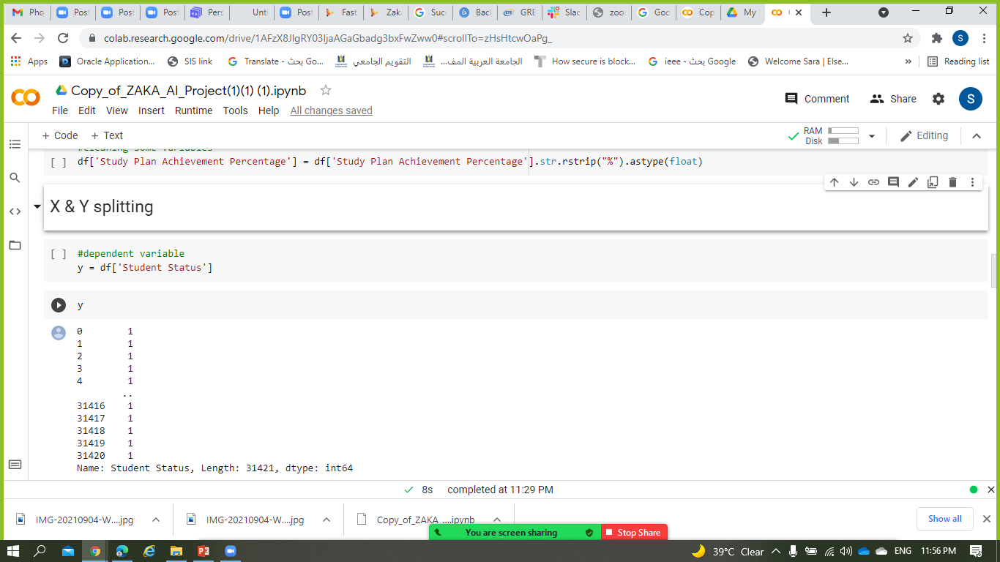 Pho Post Post Post Pers Unti Post Fast Zaka Suc Bacl GRE Slac zoo Goo Cop My
colab.research.google.com/drive/1AFzX8JlgRY03IjaAGaGbadg3bxFwZww0#scrollTo=zHsHtcwOaPg_
S
Apps Oracle Application... SIS link Translate - بحث Go... التقويم الجامعي الجامعة العربية المف... How secure is block... ieee - بحث Google Welcome Sara | Else... » Reading list
Copy_of_ZAKA_AI_Project(1)(1) (1).ipynb
File Edit View Insert Runtime Tools Help All changes saved
Comment Share S
+ Code + Text
RAM
Disk
Editing
#cleaning some variables
[ ] df['Study Plan Achievement Percentage'] = df['Study Plan Achievement Percentage'].str.rstrip("%").astype(float)
X & Y splitting
[ ] #dependent variable
y = df['Student Status']
y
0 1
1 1
2 1
3 1
4 1
..
31416 1
31417 1
31418 1
31419 1
31420 1
Name: Student Status, Length: 31421, dtype: int64
8s completed at 11:29 PM
IMG-20210904-W....jpg IMG-20210904-W....jpg Copy_of_ZAKA_....ipynb Show all
You are screen sharing Stop Share
39°C Clear ENG 11:56 PM